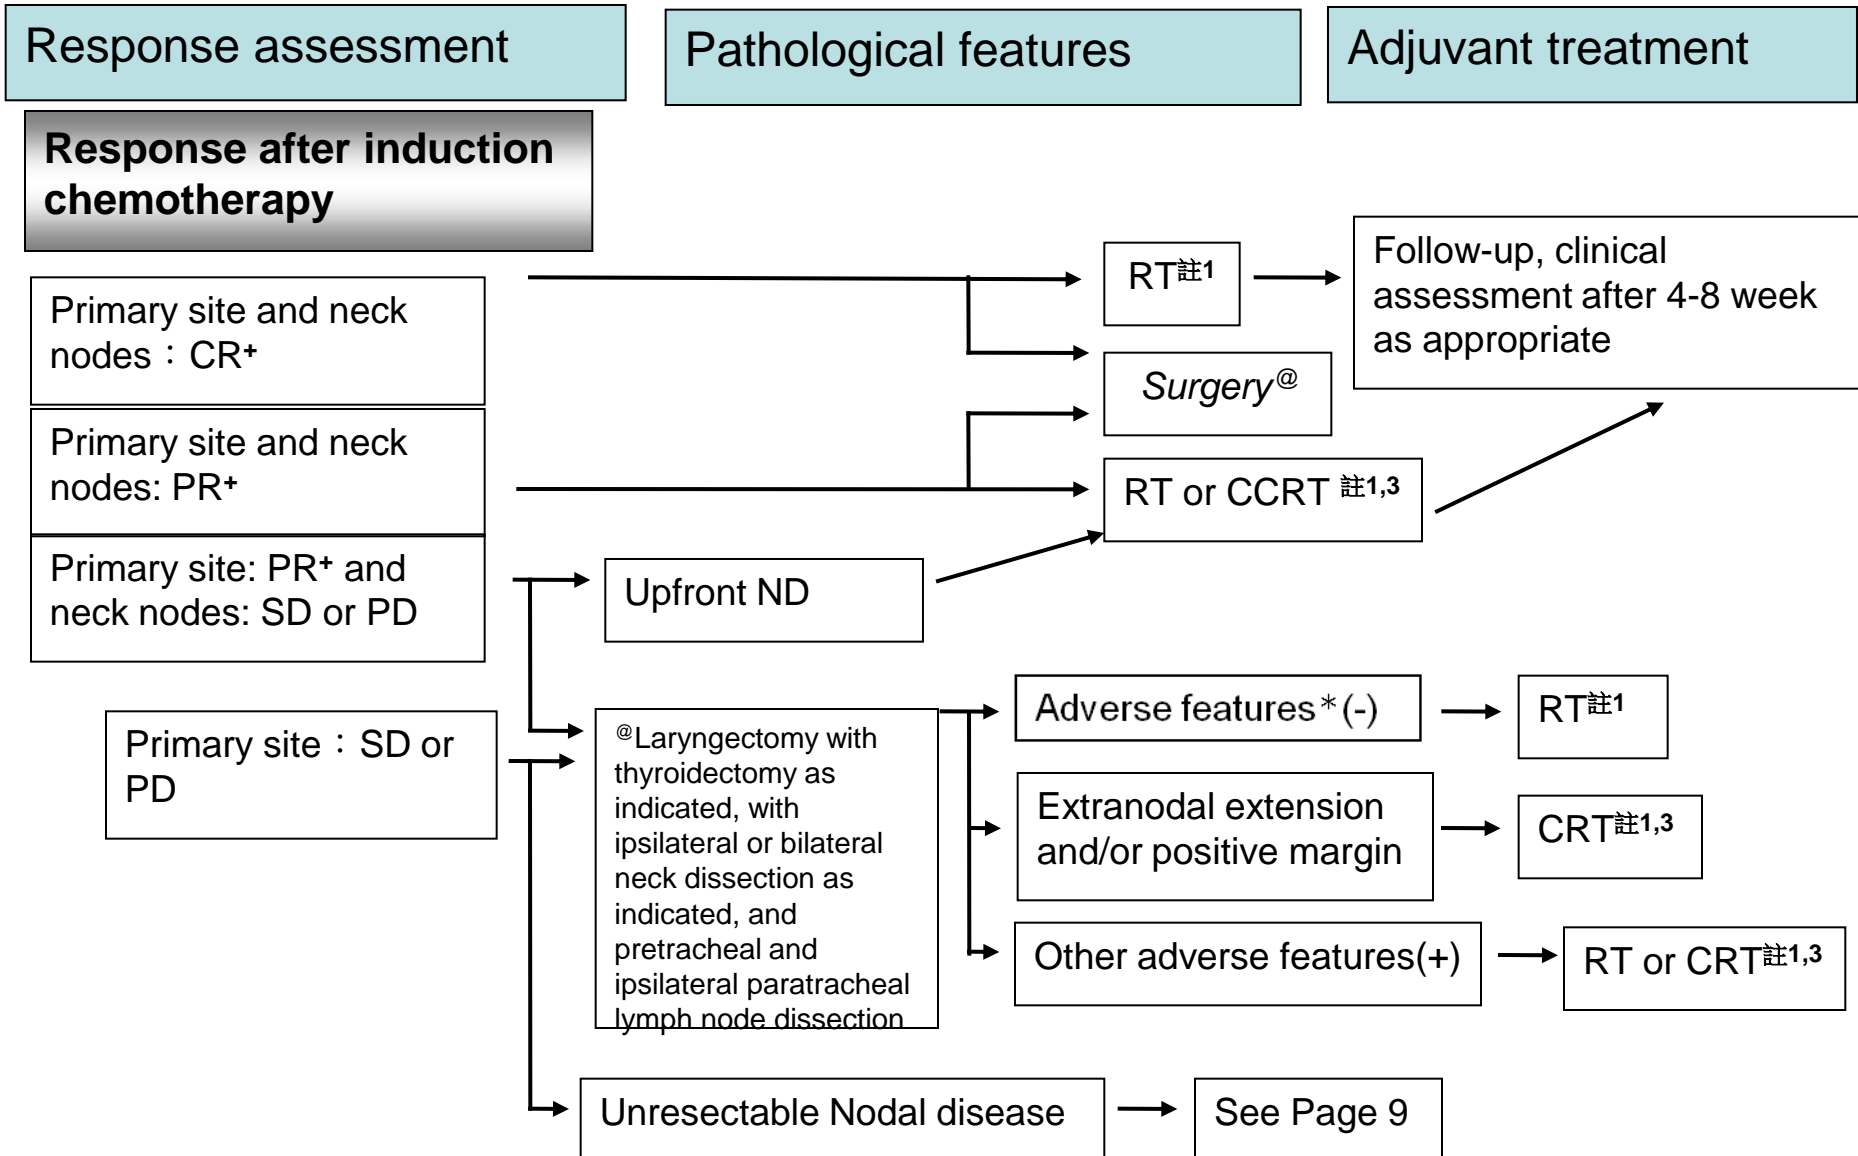 Response assessment
Pathological features
Adjuvant treatment
Response after induction
chemotherapy
Primary site and neck
nodes：CR+
RT註1
Follow-up, clinical
assessment after 4-8 week
as appropriate
Surgery@
Primary site and neck
nodes: PR+
RT or CCRT 註1,3
Primary site: PR+ and
neck nodes: SD or PD
Upfront ND
Primary site：SD or
PD
@Laryngectomy with
thyroidectomy as
indicated, with
ipsilateral or bilateral
neck dissection as
indicated, and
pretracheal and
ipsilateral paratracheal
lymph node dissection
Adverse features*(-)
RT註1
Extranodal extension
and/or positive margin
CRT註1,3
Other adverse features(+)
RT or CRT註1,3
Unresectable Nodal disease
See Page 9